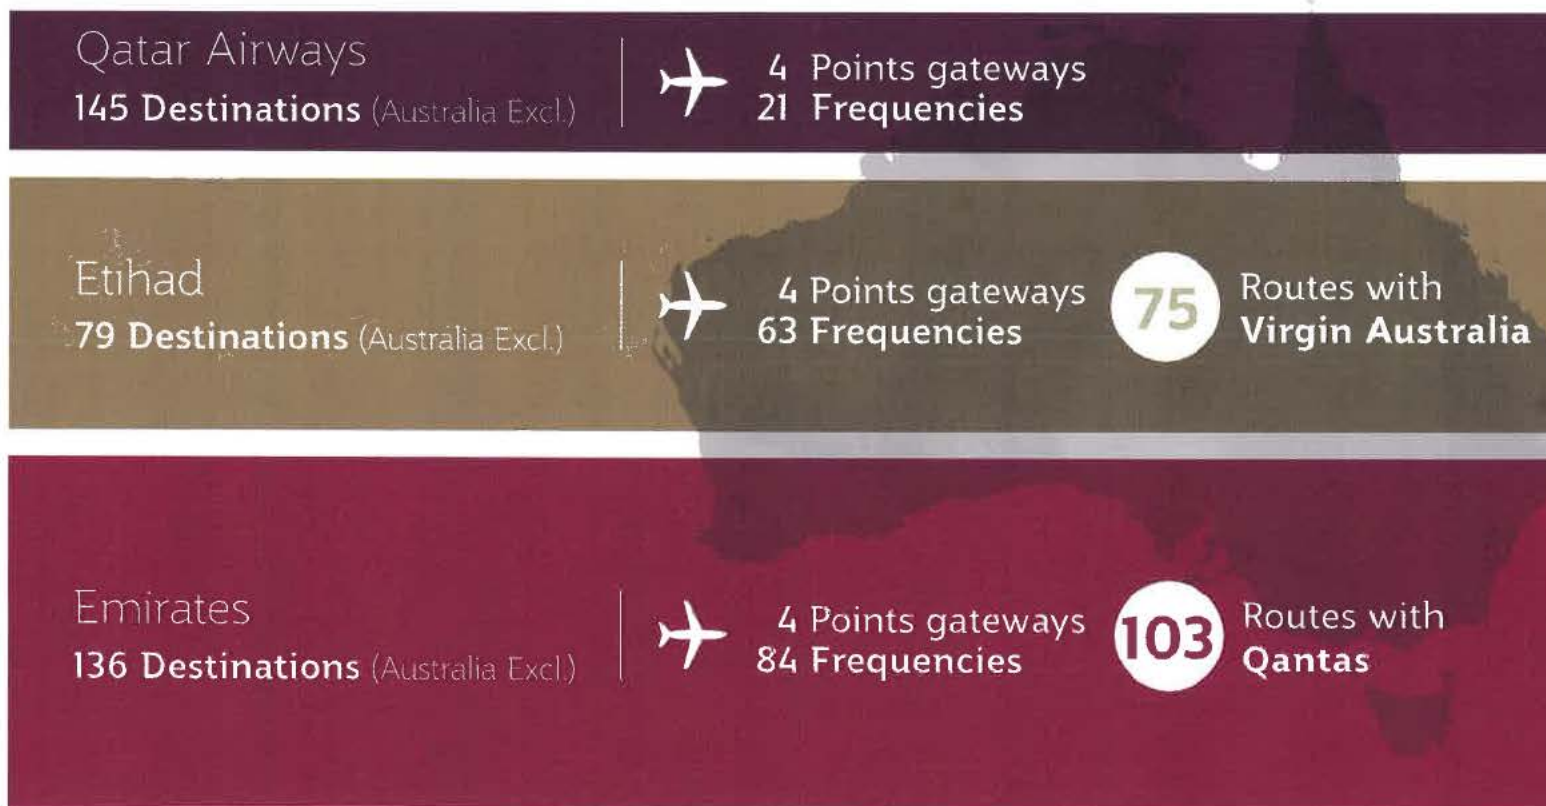 Qatar Airways
145 Destinations (Australia Excl.)
4 Points gateways
21 Frequencies
Etihad
79 Destinations (Australia Excl.)
4 Points gateways
63 Frequencies
75
Routes with
Virgin Australia
Emirates
136 Destinations (Australia Excl.)
4 Points gateways
84 Frequencies
103
Routes with
Qantas